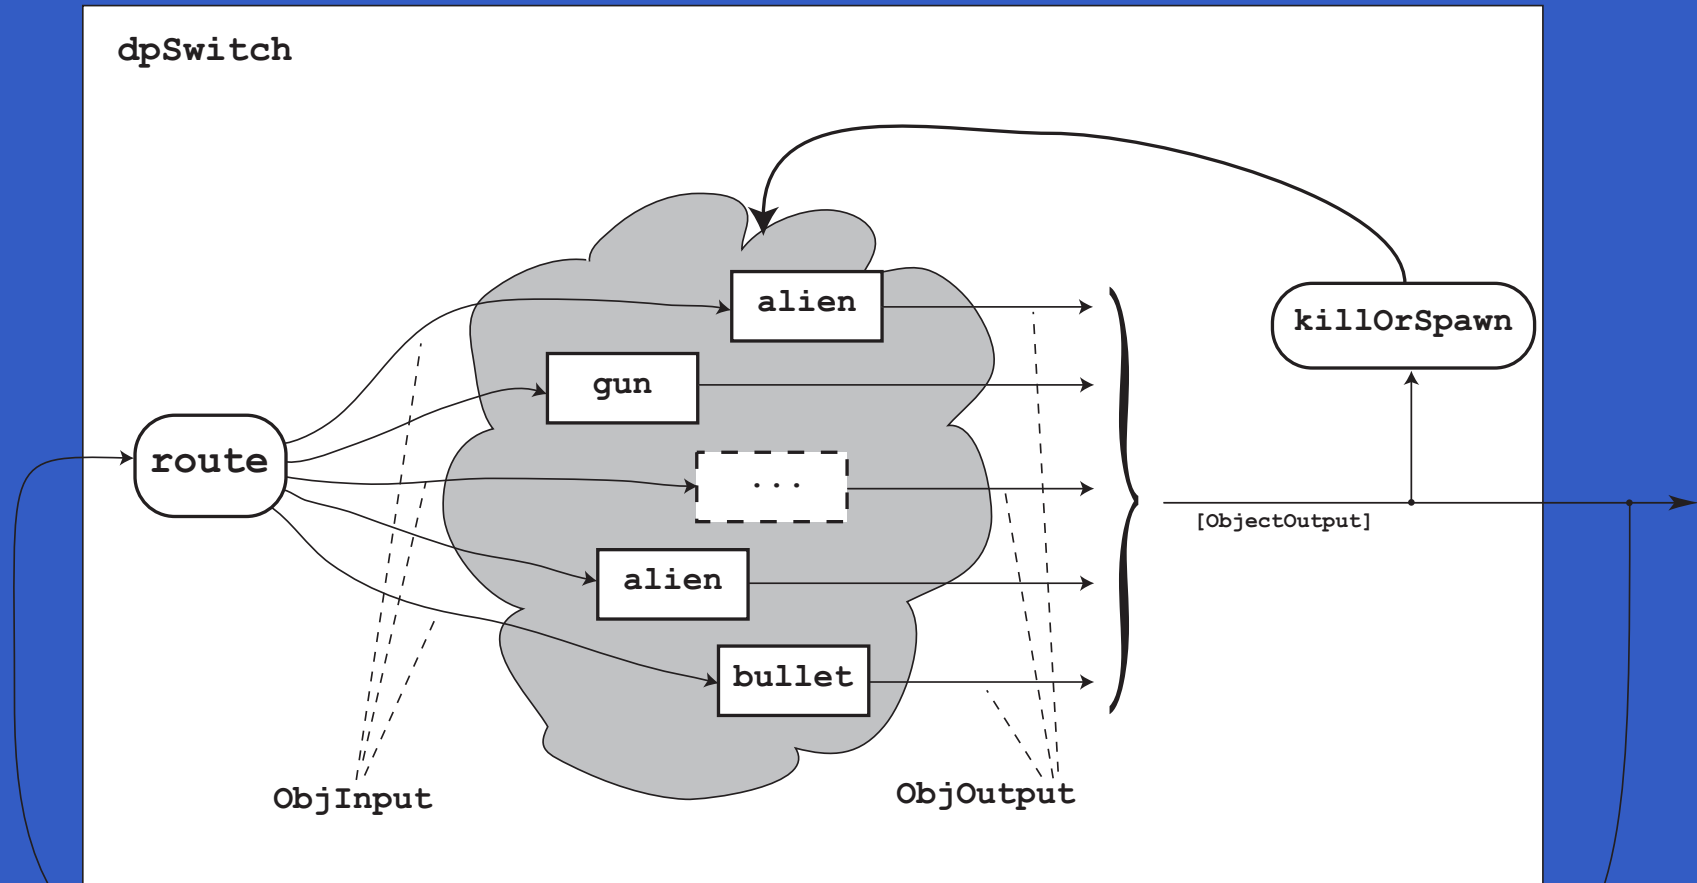 dpSwitch
alien
killOrSpawn
gun
route
...
[ObjectOutput]
alien
bullet
ObjInput
ObjOutput